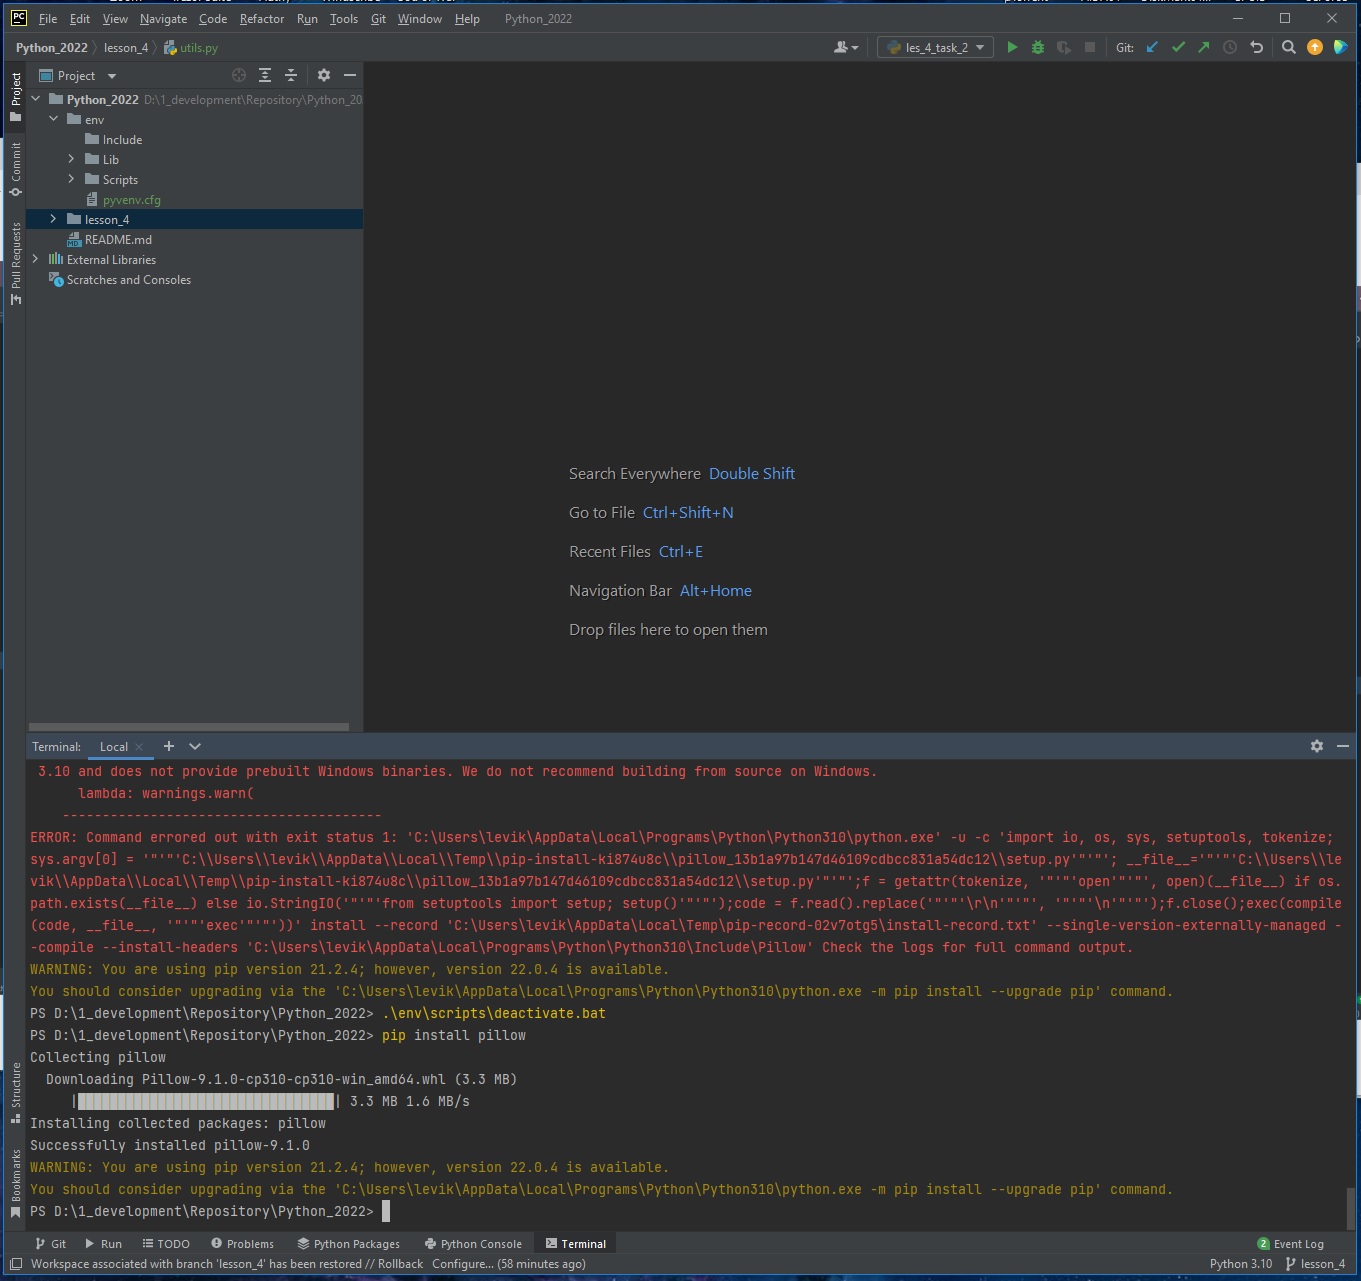 PC File Edit View Navigate Code Refactor Run Tools Git Window Help Python_2022
Python_2022 lesson_4 utils.py les_4_task_2 Git:
Project
Project
Commit
Pull Requests
Python_2022 D:\1_development\Repository\Python_20
env
Include
Lib
Scripts
pyvenv.cfg
lesson_4
README.md
External Libraries
Scratches and Consoles
Search Everywhere Double Shift
Go to File Ctrl+Shift+N
Recent Files Ctrl+E
Navigation Bar Alt+Home
Drop files here to open them
Terminal: Local
3.10 and does not provide prebuilt Windows binaries. We do not recommend building from source on Windows.
lambda: warnings.warn(
----------------------------------------
ERROR: Command errored out with exit status 1: 'C:\Users\levik\AppData\Local\Programs\Python\Python310\python.exe' -u -c 'import io, os, sys, setuptools, tokenize;
sys.argv[0] = '"'"'C:\\Users\\levik\\AppData\\Local\\Temp\\pip-install-ki874u8c\\pillow_13b1a97b147d46109cdbcc831a54dc12\\setup.py'"'"'; __file__='"'"'C:\\Users\\le
vik\\AppData\\Local\\Temp\\pip-install-ki874u8c\\pillow_13b1a97b147d46109cdbcc831a54dc12\\setup.py'"'"';f = getattr(tokenize, '"'"'open'"'"', open)(__file__) if os.
path.exists(__file__) else io.StringIO('"'"'from setuptools import setup; setup()'"'"');code = f.read().replace('"'"'\r\n'"'"', '"'"'\n'"'"');f.close();exec(compile
(code, __file__, '"'"'exec'"'"'))' install --record 'C:\Users\levik\AppData\Local\Temp\pip-record-02v7otg5\install-record.txt' --single-version-externally-managed -
-compile --install-headers 'C:\Users\levik\AppData\Local\Programs\Python\Python310\Include\Pillow' Check the logs for full command output.
WARNING: You are using pip version 21.2.4; however, version 22.0.4 is available.
You should consider upgrading via the 'C:\Users\levik\AppData\Local\Programs\Python\Python310\python.exe -m pip install --upgrade pip' command.
PS D:\1_development\Repository\Python_2022> .\env\scripts\deactivate.bat
PS D:\1_development\Repository\Python_2022> pip install pillow
Collecting pillow
Downloading Pillow-9.1.0-cp310-cp310-win_amd64.whl (3.3 MB)
| | 3.3 MB 1.6 MB/s
Installing collected packages: pillow
Successfully installed pillow-9.1.0
WARNING: You are using pip version 21.2.4; however, version 22.0.4 is available.
You should consider upgrading via the 'C:\Users\levik\AppData\Local\Programs\Python\Python310\python.exe -m pip install --upgrade pip' command.
PS D:\1_development\Repository\Python_2022>
Structure
Bookmarks
Git Run TODO Problems Python Packages Python Console Terminal 2 Event Log
Workspace associated with branch 'lesson_4' has been restored // Rollback Configure... (58 minutes ago) Python 3.10 lesson_4